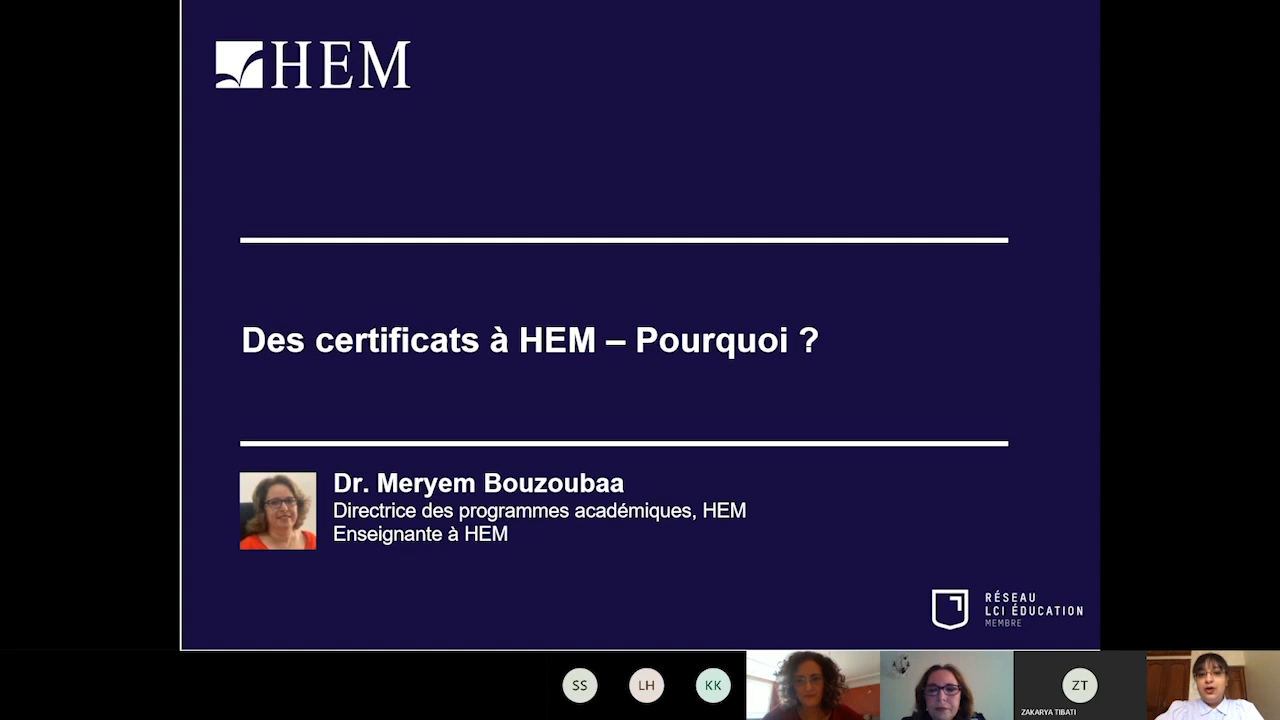 HEM
Des certificats à HEM – Pourquoi ?
Dr. Meryem Bouzoubaa
Directrice des programmes académiques, HEM
Enseignante à HEM
RÉSEAU
LCI ÉDUCATION
MEMBRE
SS
LH
KK
ZT
ZAKARYA TIBATI